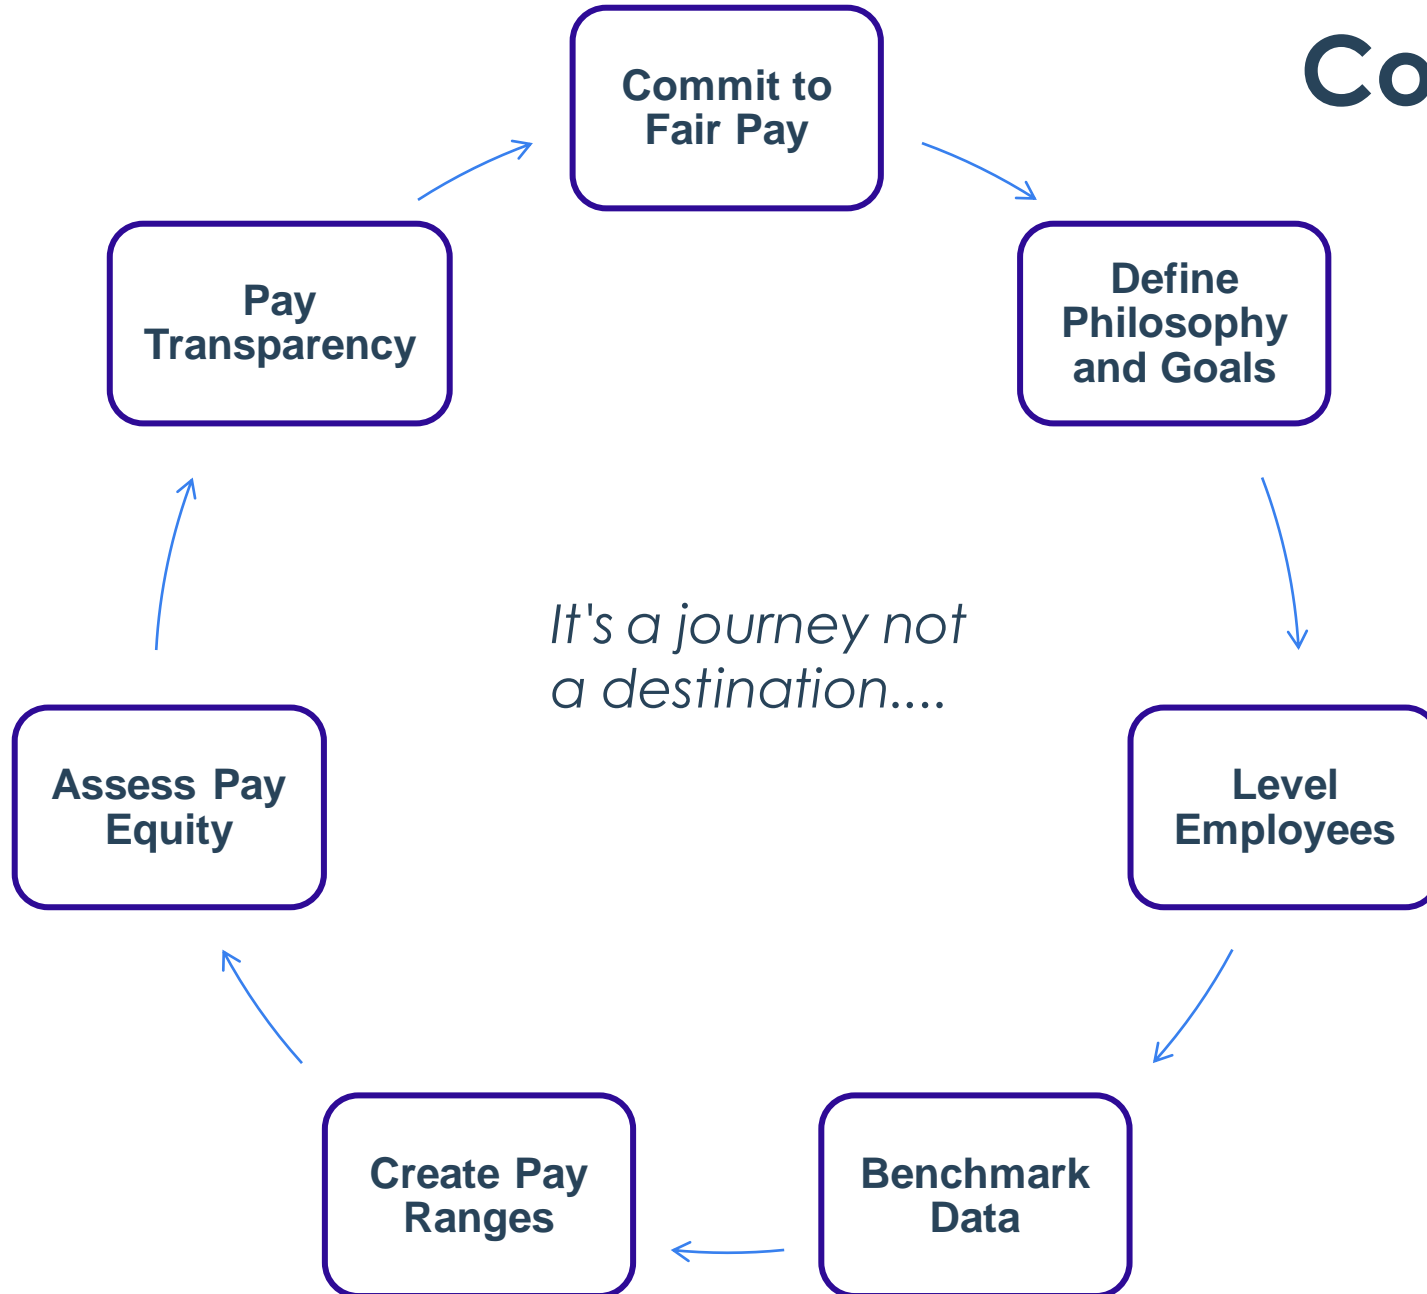 Commit to
Fair Pay
Define
Philosophy
and Goals
Level
Employees
Benchmark
Data
Create Pay
Ranges
Assess Pay
Equity
Pay
Transparency
It's a journey not
a destination....